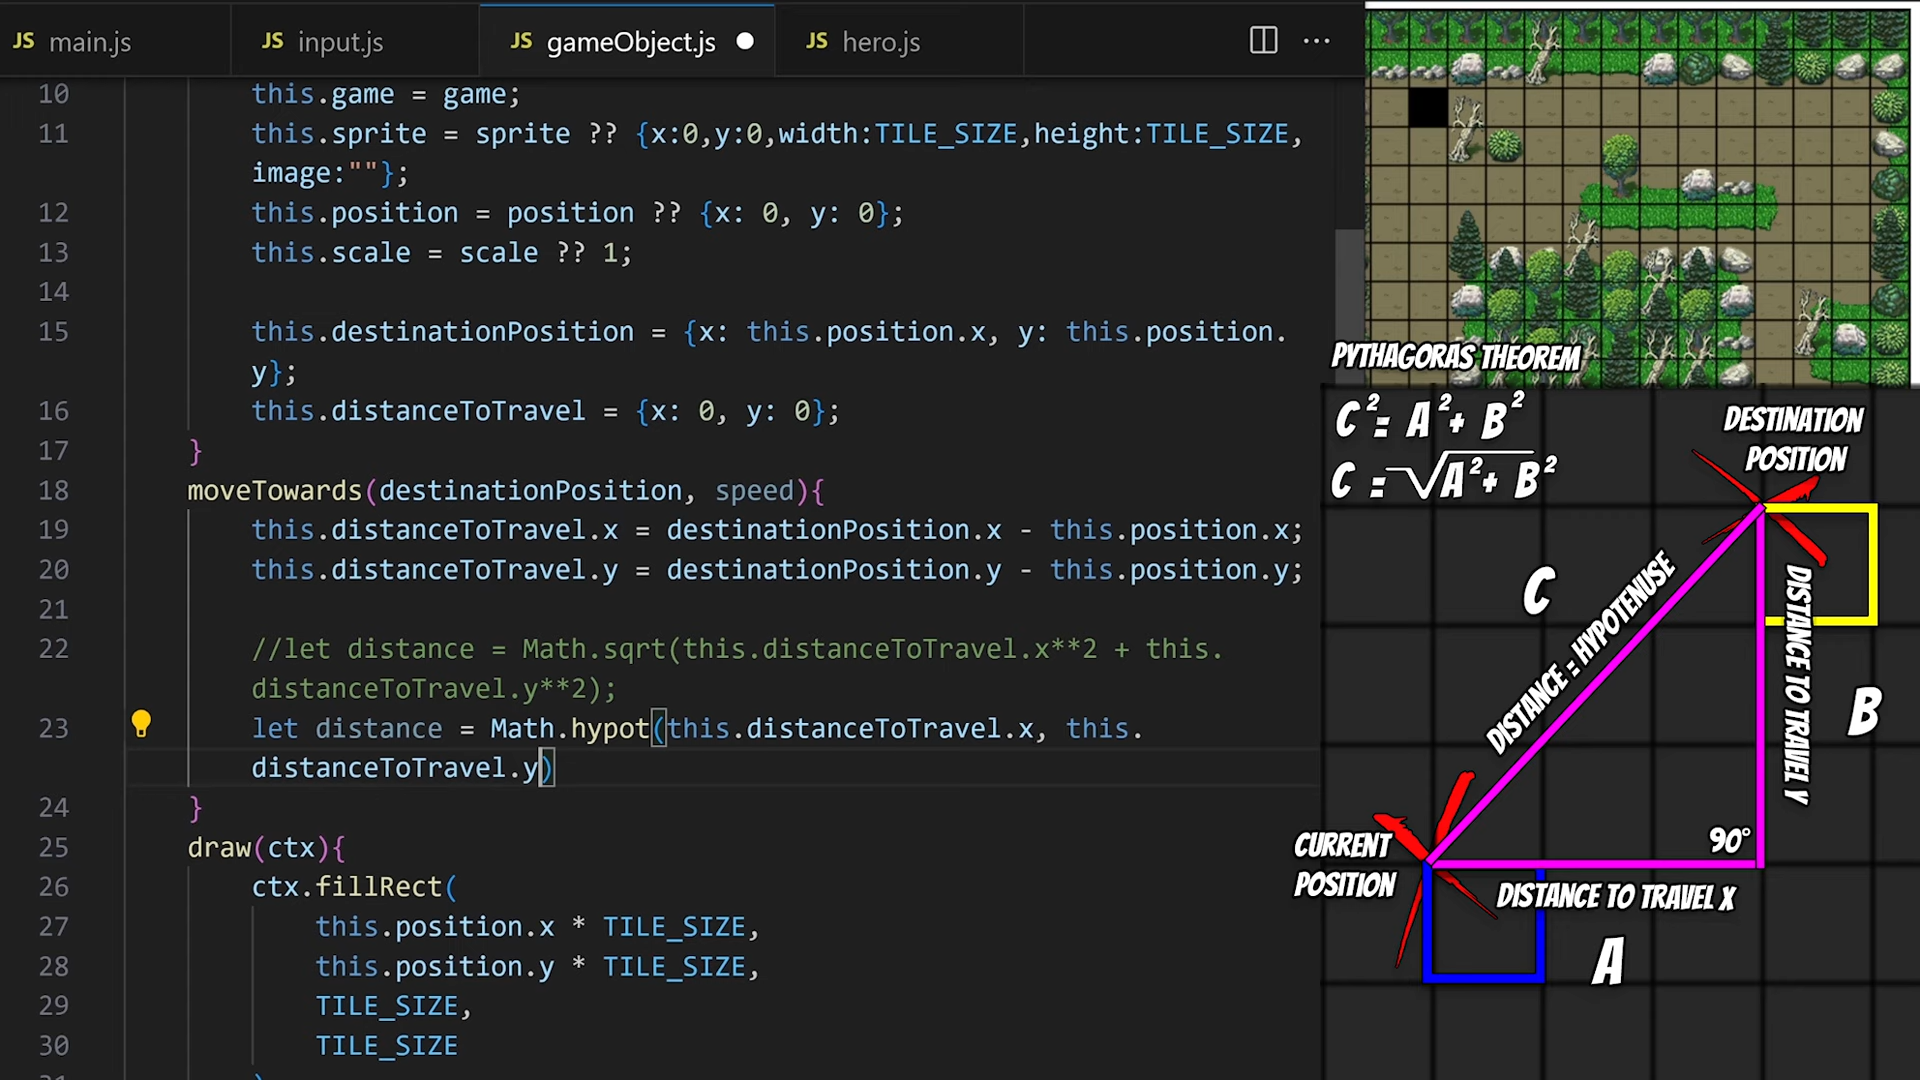 JS main.js
JS input.js
JS gameObject.js
JS hero.js
10 this.game = game;
11 this.sprite = sprite ?? {x:0,y:0,width:TILE_SIZE,height:TILE_SIZE,
image:""};
12 this.position = position ?? {x: 0, y: 0};
13 this.scale = scale ?? 1;
14
15 this.destinationPosition = {x: this.position.x, y: this.position.
y};
16 this.distanceToTravel = {x: 0, y: 0};
17 }
18 moveTowards(destinationPosition, speed){
19 this.distanceToTravel.x = destinationPosition.x - this.position.x;
20 this.distanceToTravel.y = destinationPosition.y - this.position.y;
21
22 //let distance = Math.sqrt(this.distanceToTravel.x**2 + this.
distanceToTravel.y**2);
23 let distance = Math.hypot(this.distanceToTravel.x, this.
distanceToTravel.y)
24 }
25 draw(ctx){
26 ctx.fillRect(
27 this.position.x * TILE_SIZE,
28 this.position.y * TILE_SIZE,
29 TILE_SIZE,
30 TILE_SIZE
PYTHAGORAS THEOREM
C² = A² + B²
C = √A² + B²
DESTINATION
POSITION
C
DISTANCE = HYPOTENUSE
DISTANCE TO TRAVEL Y
B
90°
CURRENT
POSITION
DISTANCE TO TRAVEL X
A